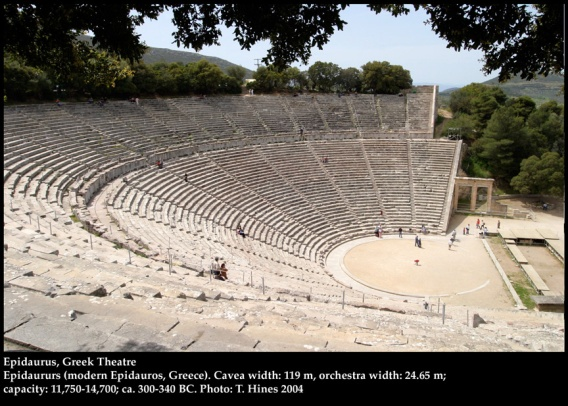 Epidaurus, Greek Theatre
Epidaururs (modern Epidauros, Greece). Cavea width: 119 m, orchestra width: 24.65 m;
capacity: 11,750-14,700; ca. 300-340 BC. Photo: T. Hines 2004